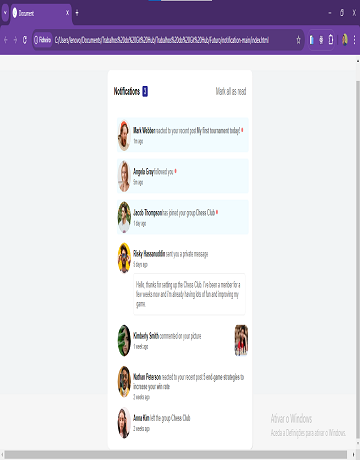 Document
Ficheiro
C:/Users/lenovo/Documents/Trabalhos%20do%20Git%20Hub/Trabalhos%20do%20Git%20Hub/Futuro/notification-main/index.html
Notifications 3
Mark all as read
Mark Webber reacted to your recent post My first tournament today!
1m ago
Angela Gray followed you
5m ago
Jacob Thompson has joined your group Chess Club
1 day ago
Rizky Hassanuddin sent you a private message
5 days ago
Hello, thanks for setting up the Chess Club. I've been a member for a
few weeks now and I'm already having lots of fun and improving my
game
Kimberly Smith commented on your picture
1 week ago
Nathan Peterson reacted to your recent post 5 end-game strategies to
increase your win rate
2 weeks ago
Anna Kim left the group Chess Club
2 weeks ago
Ativar o Windows
Aceda a Definições para ativar o Windows.